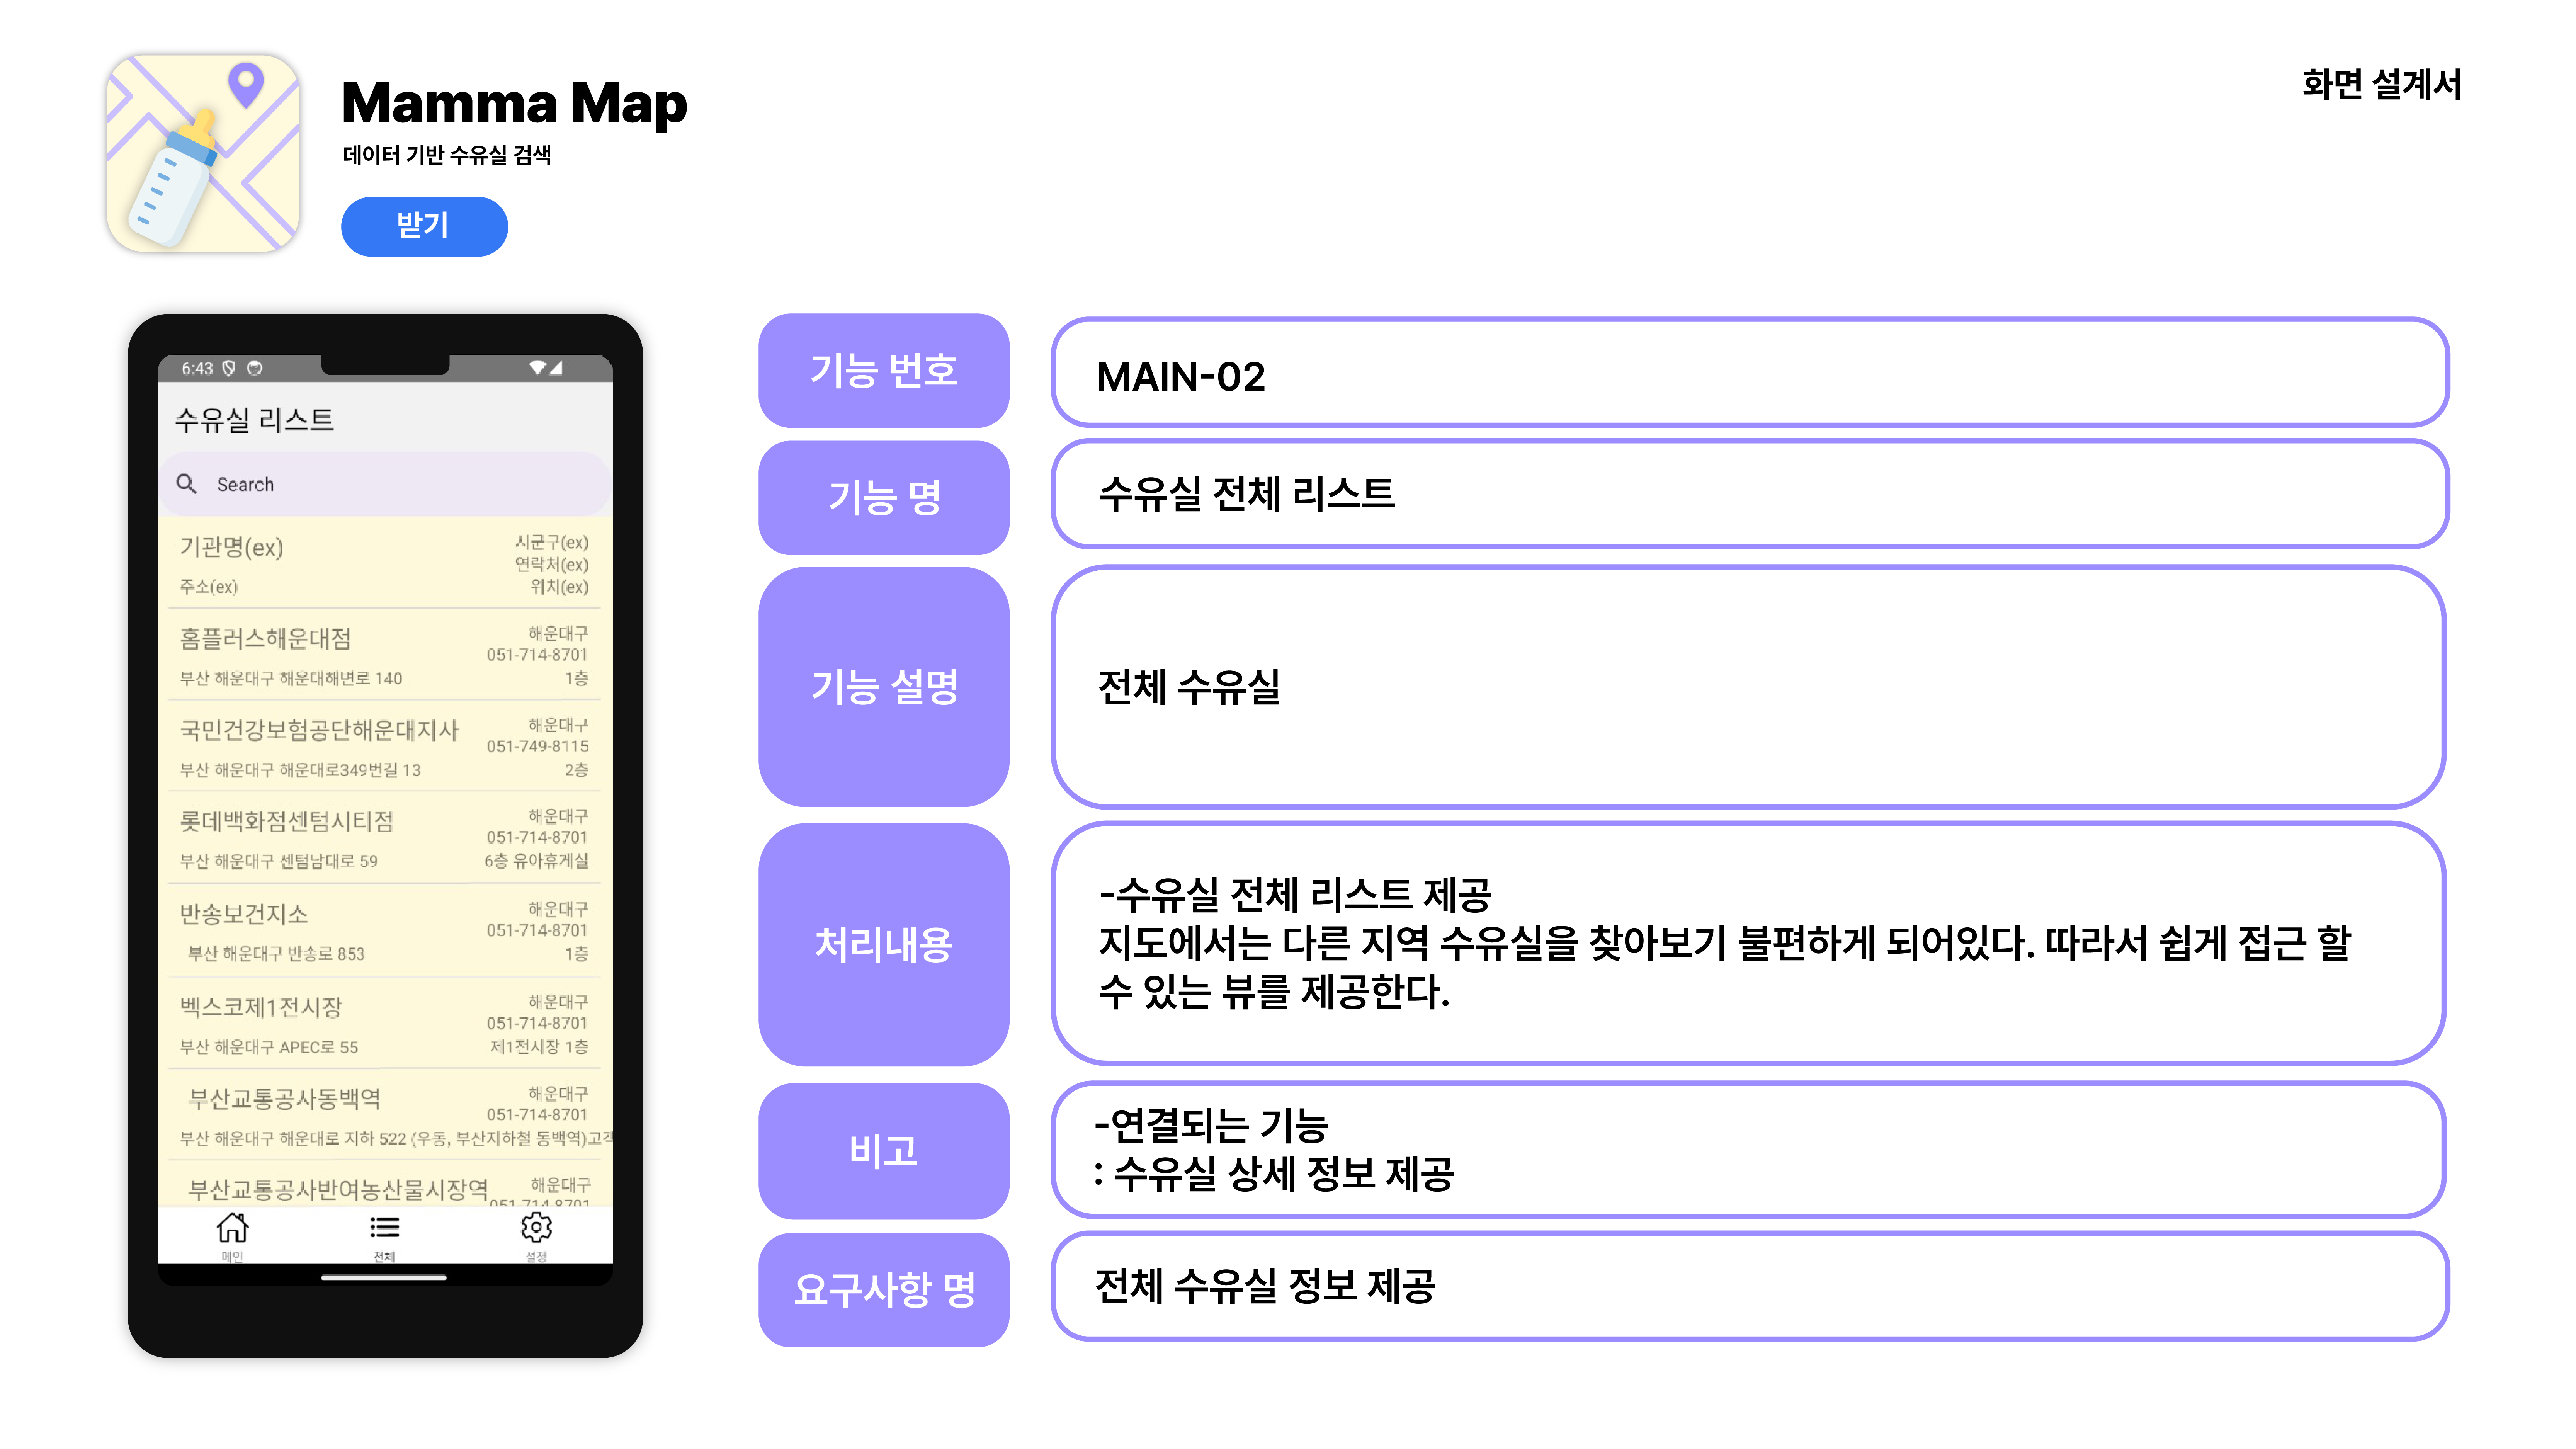 Mamma Map
데이터 기반 수유실 검색
받기
화면 설계서
6:43
수유실 리스트
Search
기관명(ex)
시군구(ex)
연락처(ex)
주소(ex)
위치(ex)
홈플러스해운대점
해운대구
051-714-8701
부산 해운대구 해운대해변로 140
1층
국민건강보험공단해운대지사
해운대구
051-749-8115
부산 해운대구 해운대로349번길 13
2층
롯데백화점센텀시티점
해운대구
051-714-8701
부산 해운대구 센텀남대로 59
6층 유아휴게실
반송보건지소
해운대구
051-714-8701
부산 해운대구 반송로 853
1층
벡스코제1전시장
해운대구
051-714-8701
부산 해운대구 APEC로 55
제1전시장 1층
부산교통공사동백역
해운대구
051-714-8701
부산 해운대구 해운대로 지하 522 (우동, 부산지하철 동백역)고객
부산교통공사반여농산물시장역
해운대구
051-714-8701
메인
전체
설정
기능 번호
MAIN-02
기능 명
수유실 전체 리스트
기능 설명
전체 수유실
처리내용
-수유실 전체 리스트 제공
지도에서는 다른 지역 수유실을 찾아보기 불편하게 되어있다. 따라서 쉽게 접근 할
수 있는 뷰를 제공한다.
비고
-연결되는 기능
: 수유실 상세 정보 제공
요구사항 명
전체 수유실 정보 제공